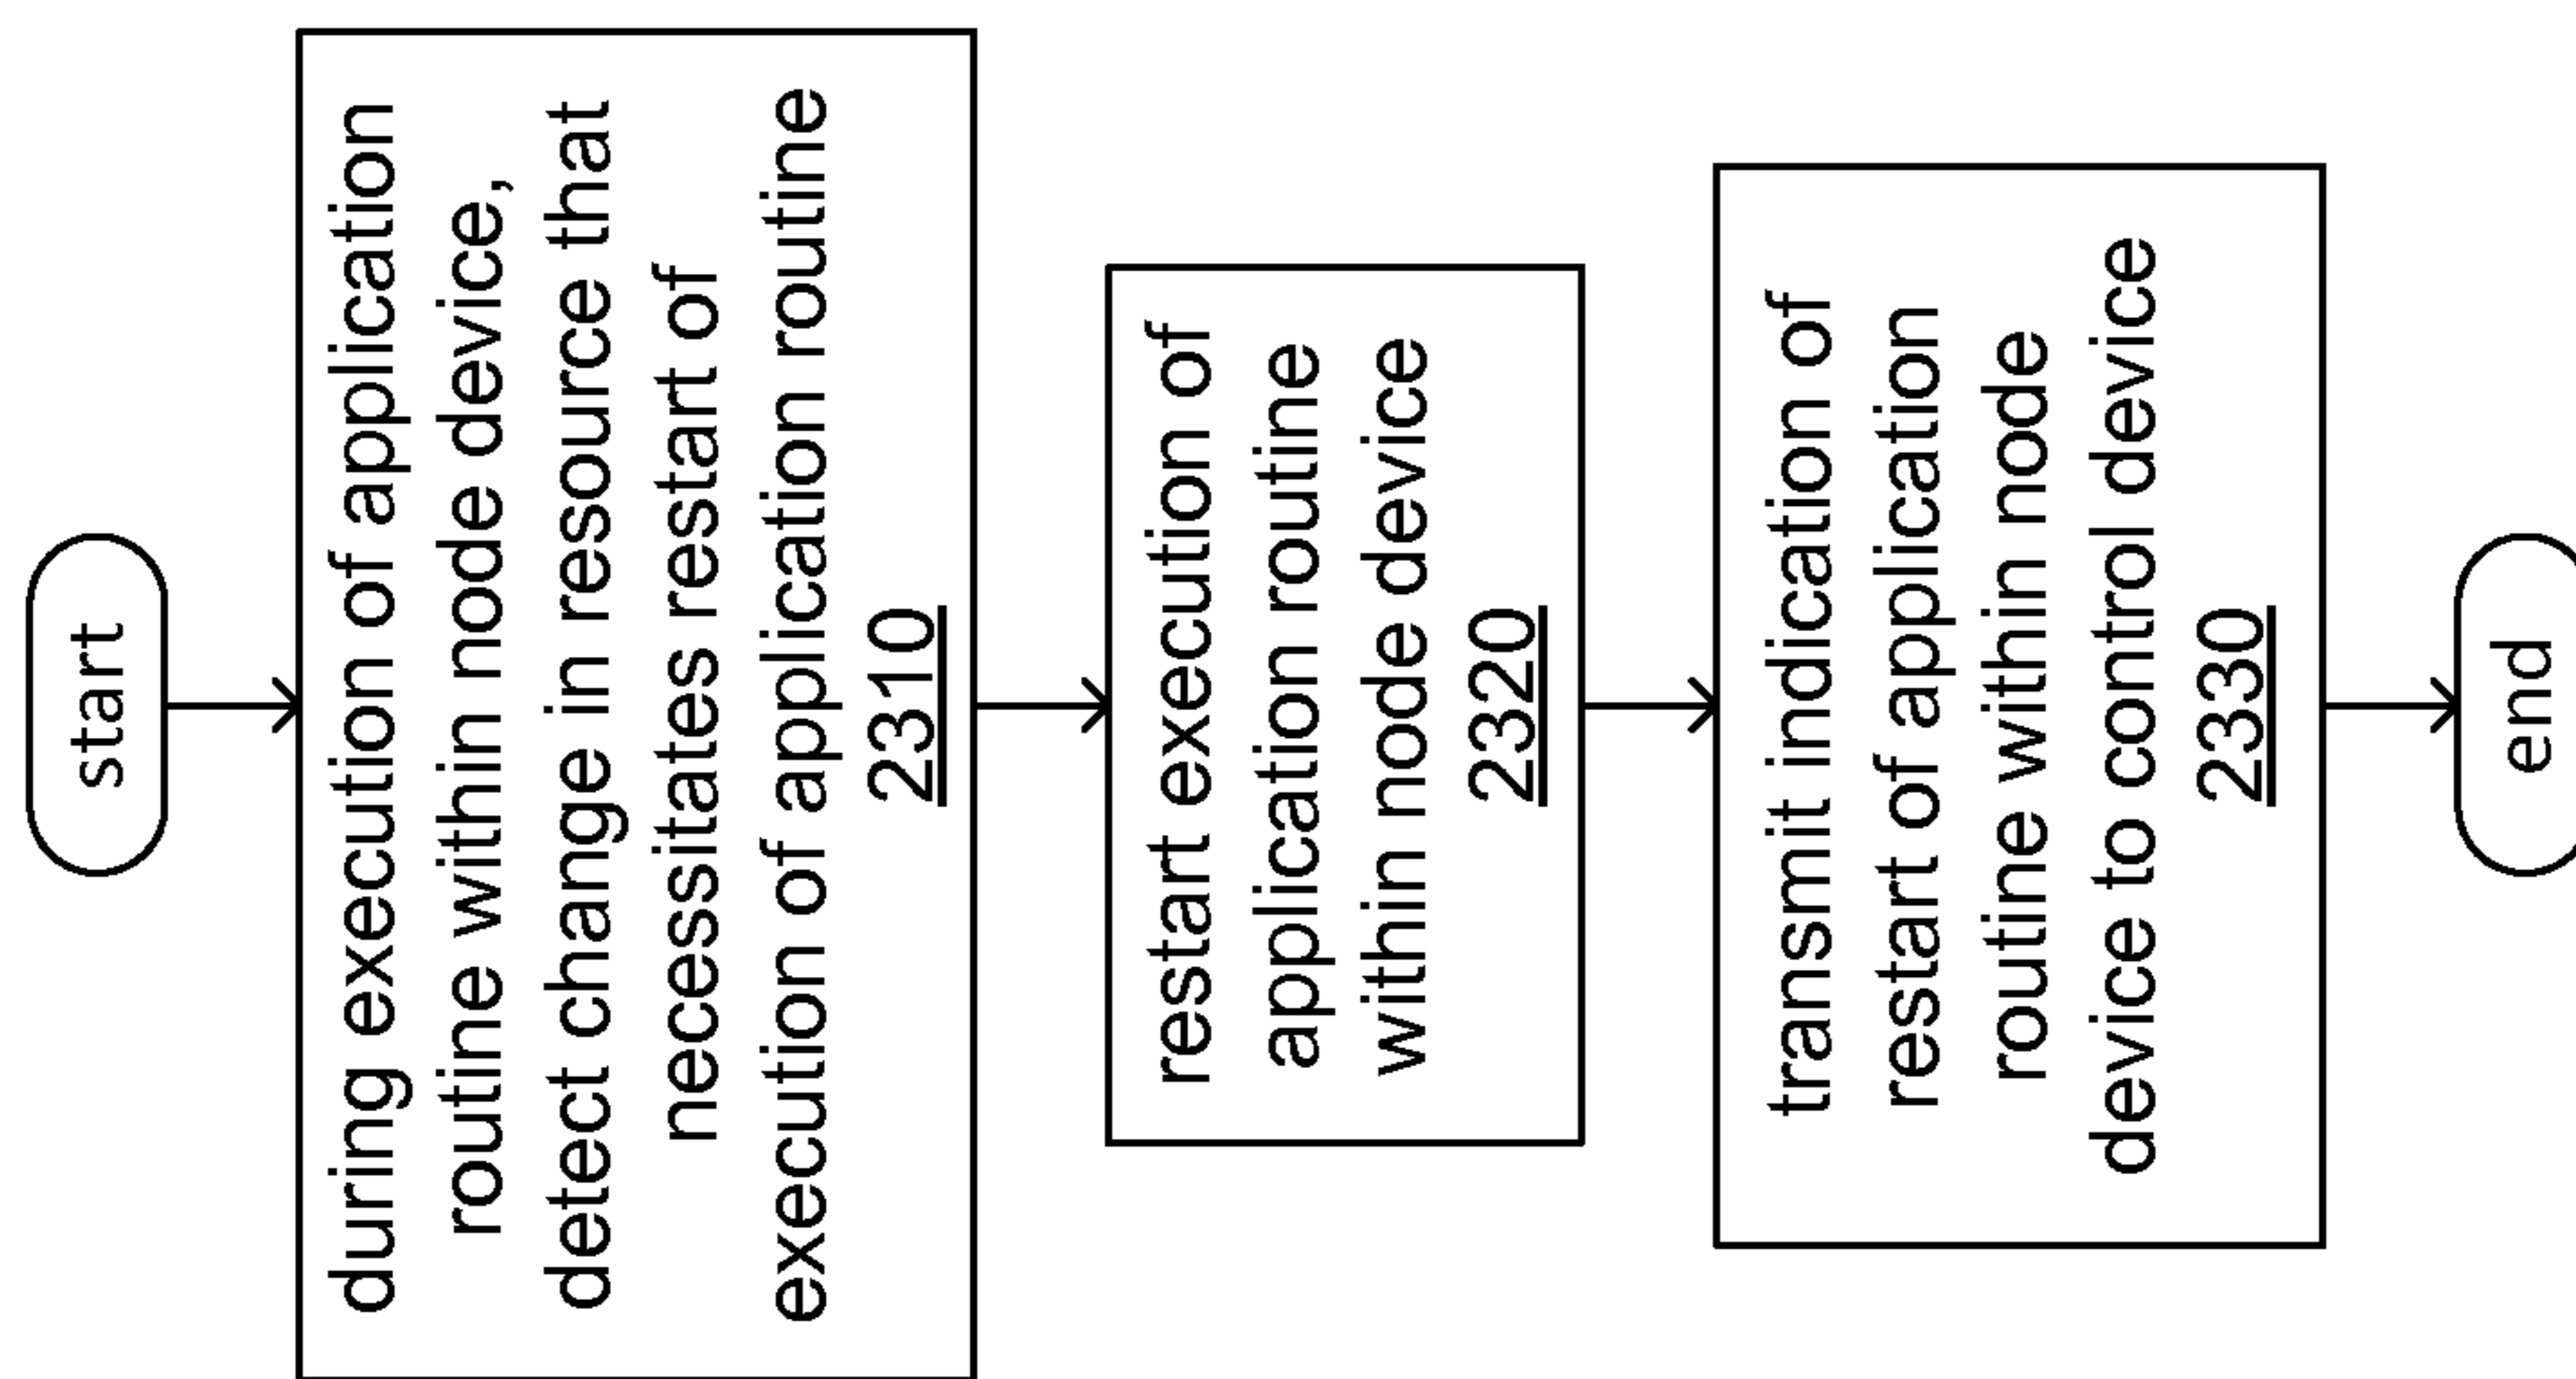 start
during execution of application
routine within node device,
detect change in resource that
necessitates restart of
execution of application routine
2310
restart execution of
application routine
within node device
2320
transmit indication of
restart of application
routine within node
device to control device
2330
end